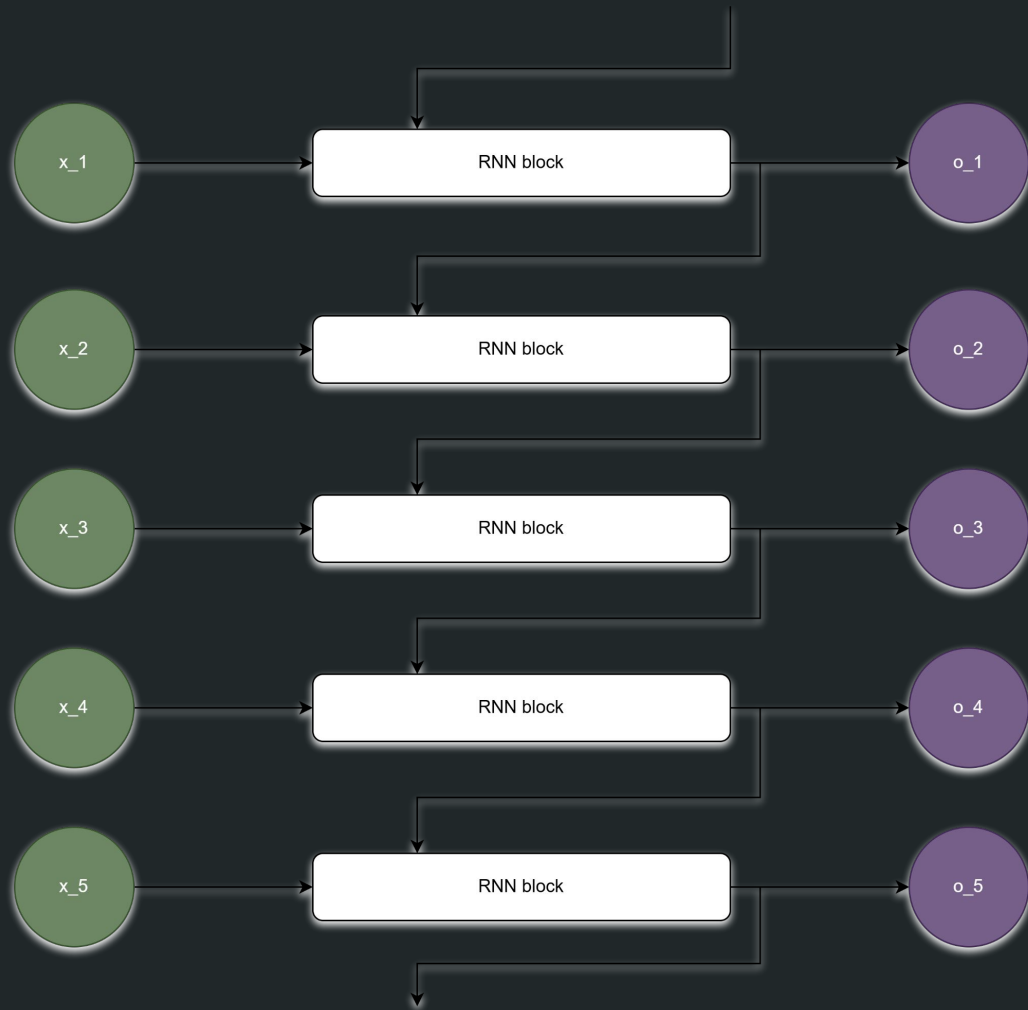 x_1
RNN block
o_1
x_2
RNN block
o_2
x_3
RNN block
o_3
x_4
RNN block
o_4
x_5
RNN block
o_5